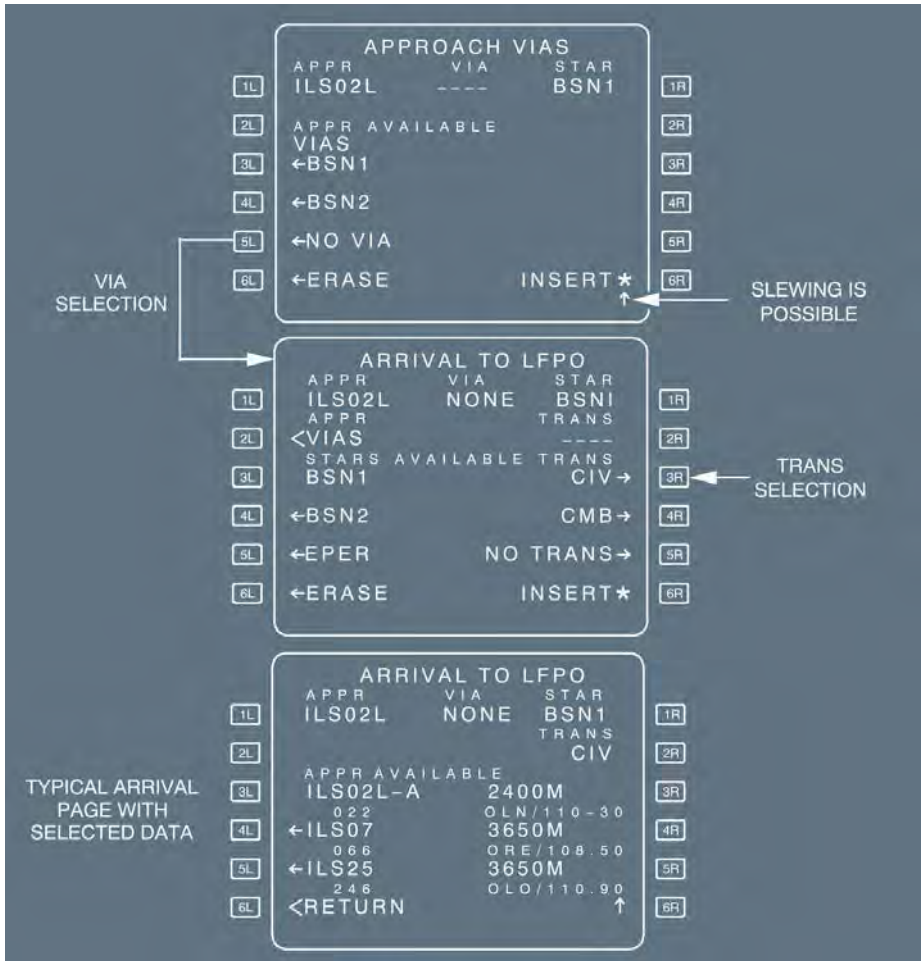 APPROACH VIAS
APPR VIA STAR
1L ILS02L ---- BSN1 1R
2L APPR AVAILABLE 2R
VIAS
3L ←BSN1 3R
4L ←BSN2 4R
5L ←NO VIA 5R
6L ←ERASE INSERT* 6R
↑
VIA
SELECTION
SLEWING IS
POSSIBLE
ARRIVAL TO LFPO
APPR VIA STAR
1L ILS02L NONE BSNI 1R
APPR TRANS
2L <VIAS ---- 2R
STARS AVAILABLE TRANS
3L BSN1 CIV→ 3R
4L ←BSN2 CMB→ 4R
5L ←EPER NO TRANS→ 5R
6L ←ERASE INSERT* 6R
TRANS
SELECTION
ARRIVAL TO LFPO
APPR VIA STAR
1L ILS02L NONE BSN1 1R
TRANS
2L CIV 2R
APPR AVAILABLE
3L ILS02L-A 2400M 3R
022 OLN/110-30
4L ←ILS07 3650M 4R
066 ORE/108.50
5L ←ILS25 3650M 5R
246 OLO/110.90
6L <RETURN ↑ 6R
TYPICAL ARRIVAL
PAGE WITH
SELECTED DATA